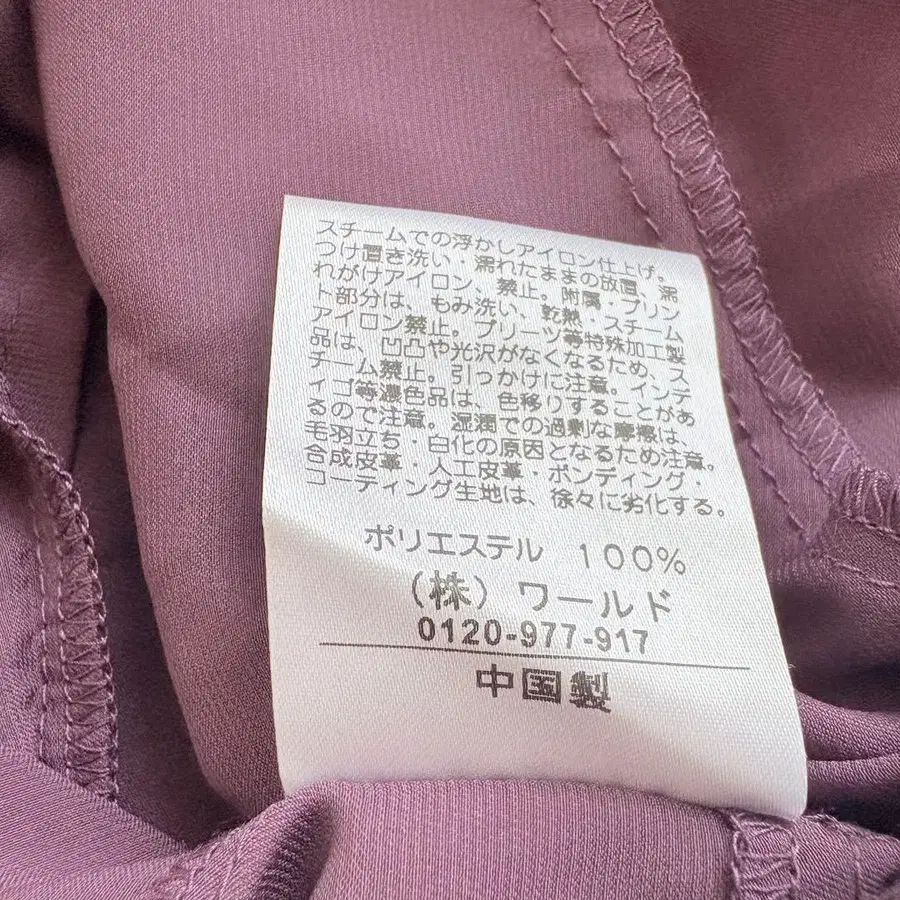 スチームでの浮かしアイロン仕上げ。
つけ置き洗い・濡れたままの放置、濡
れがけアイロン、禁止。附属・プリン
ト部分は、もみ洗い、乾熱・スチーム
アイロン禁止。プリーツ等特殊加工製
品は、凹凸や光沢がなくなるため、ス
チーム禁止。引っかけに注意。インデ
ィゴ等濃色品は、色移りすることがあ
るので注意。湿潤での過剰な摩擦は、
毛羽立ち・白化の原因となるため注意。
合成皮革・人工皮革・ボンディング・
コーティング生地は、徐々に劣化する。
ポリエステル 100%
(株) ワールド
0120-977-917
中国製